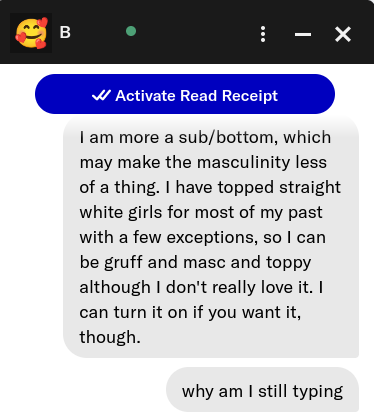 B
Activate Read Receipt
I am more a sub/bottom, which
may make the masculinity less
of a thing. I have topped straight
white girls for most of my past
with a few exceptions, so I can
be gruff and masc and toppy
although I don't really love it. I
can turn it on if you want it,
though.
why am I still typing